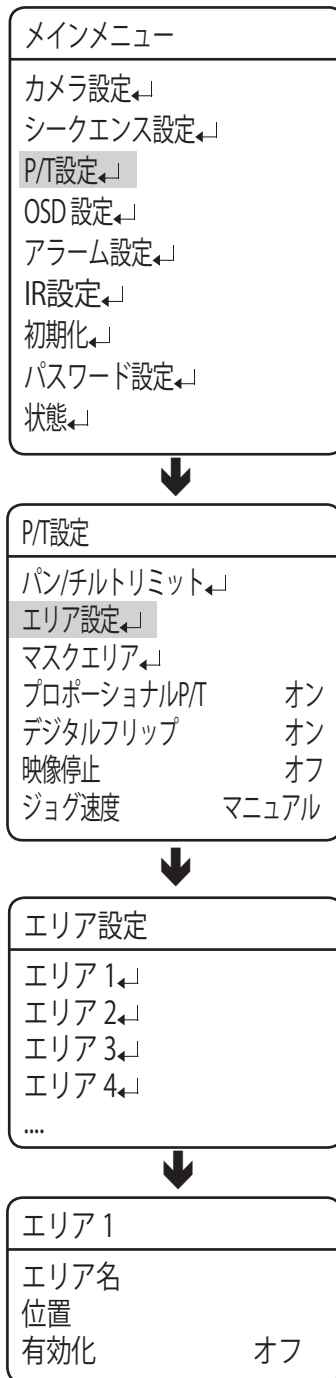 メインメニュー
カメラ設定↵
シークエンス設定↵
P/T設定↵
OSD 設定↵
アラーム設定↵
IR設定↵
初期化↵
パスワード設定↵
状態↵
P/T設定
パン/チルトリミット↵
エリア設定↵
マスクエリア↵
プロポーショナルP/T オン
デジタルフリップ オン
映像停止 オフ
ジョグ速度 マニュアル
エリア設定
エリア 1↵
エリア 2↵
エリア 3↵
エリア 4↵
....
エリア 1
エリア名
位置
有効化 オフ